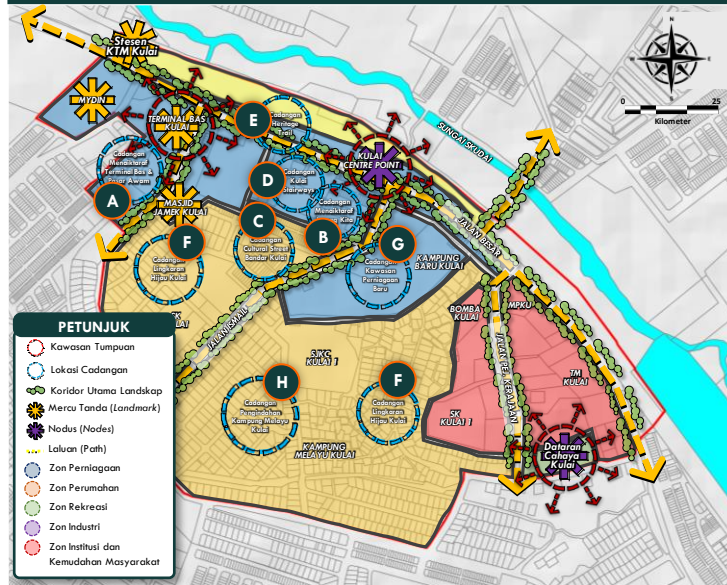 Stesen
KTM Kulai
MYDIN
TERMINAL BAS
KULAI
Cadangan
Menaiktaraf
Terminal Bas &
Pasar Awam
A
MASJID
JAMEK KULAI
E
Cadangan
Heritage
Trail
D
Cadangan
Kulai
Stairways
KULAI
CENTRE POINT
SUNGAI SKUDAI
N
0
25
Kilometer
Cadangan
Menaiktaraf
Kita
B
C
Cadangan
Cultural Street
Bandar Kulai
F
Cadangan
Lingkaran
Hijau Kulai
G
Cadangan
Kawasan
Perniagaan
Baru
KAMPUNG
BARU KULAI
JALAN BESAR
JALAN ISMAIL
BOMBA
KULAI
MPKU
JALAN PEJ. KERAJAAN
TM
KULAI
SJKC
KULAI 1
SK
KULAI 1
H
Cadangan
Pengindahan
Kampung Melayu
Kulai
F
Cadangan
Lingkaran
Hijau Kulai
KAMPUNG
MELAYU KULAI
Dataran
Cahaya
Kulai
PETUNJUK
Kawasan Tumpuan
Lokasi Cadangan
Koridor Utama Landskap
Mercu Tanda (Landmark)
Nodus (Nodes)
Laluan (Path)
Zon Perniagaan
Zon Perumahan
Zon Rekreasi
Zon Industri
Zon Institusi dan
Kemudahan Masyarakat